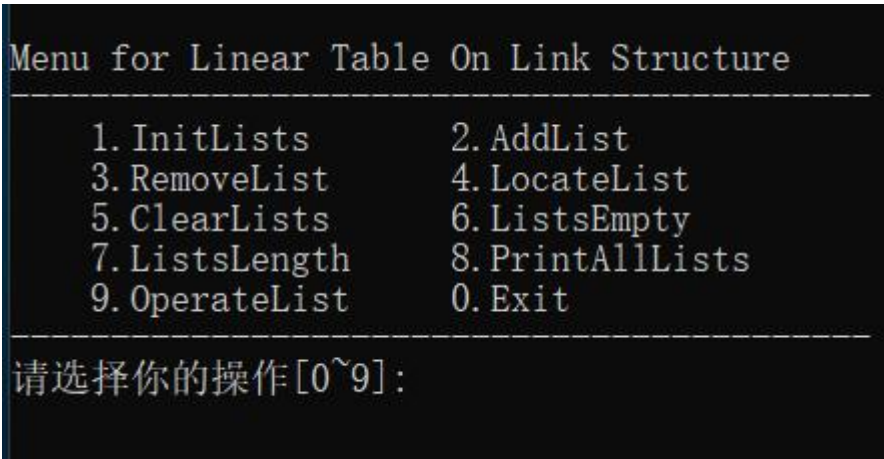 Menu for Linear Table On Link Structure
-------------------------------------------
1.InitLists 2.AddList
3.RemoveList 4.LocateList
5.ClearLists 6.ListsEmpty
7.ListsLength 8.PrintAllLists
9.OperateList 0.Exit
-------------------------------------------
请选择你的操作[0~9]: